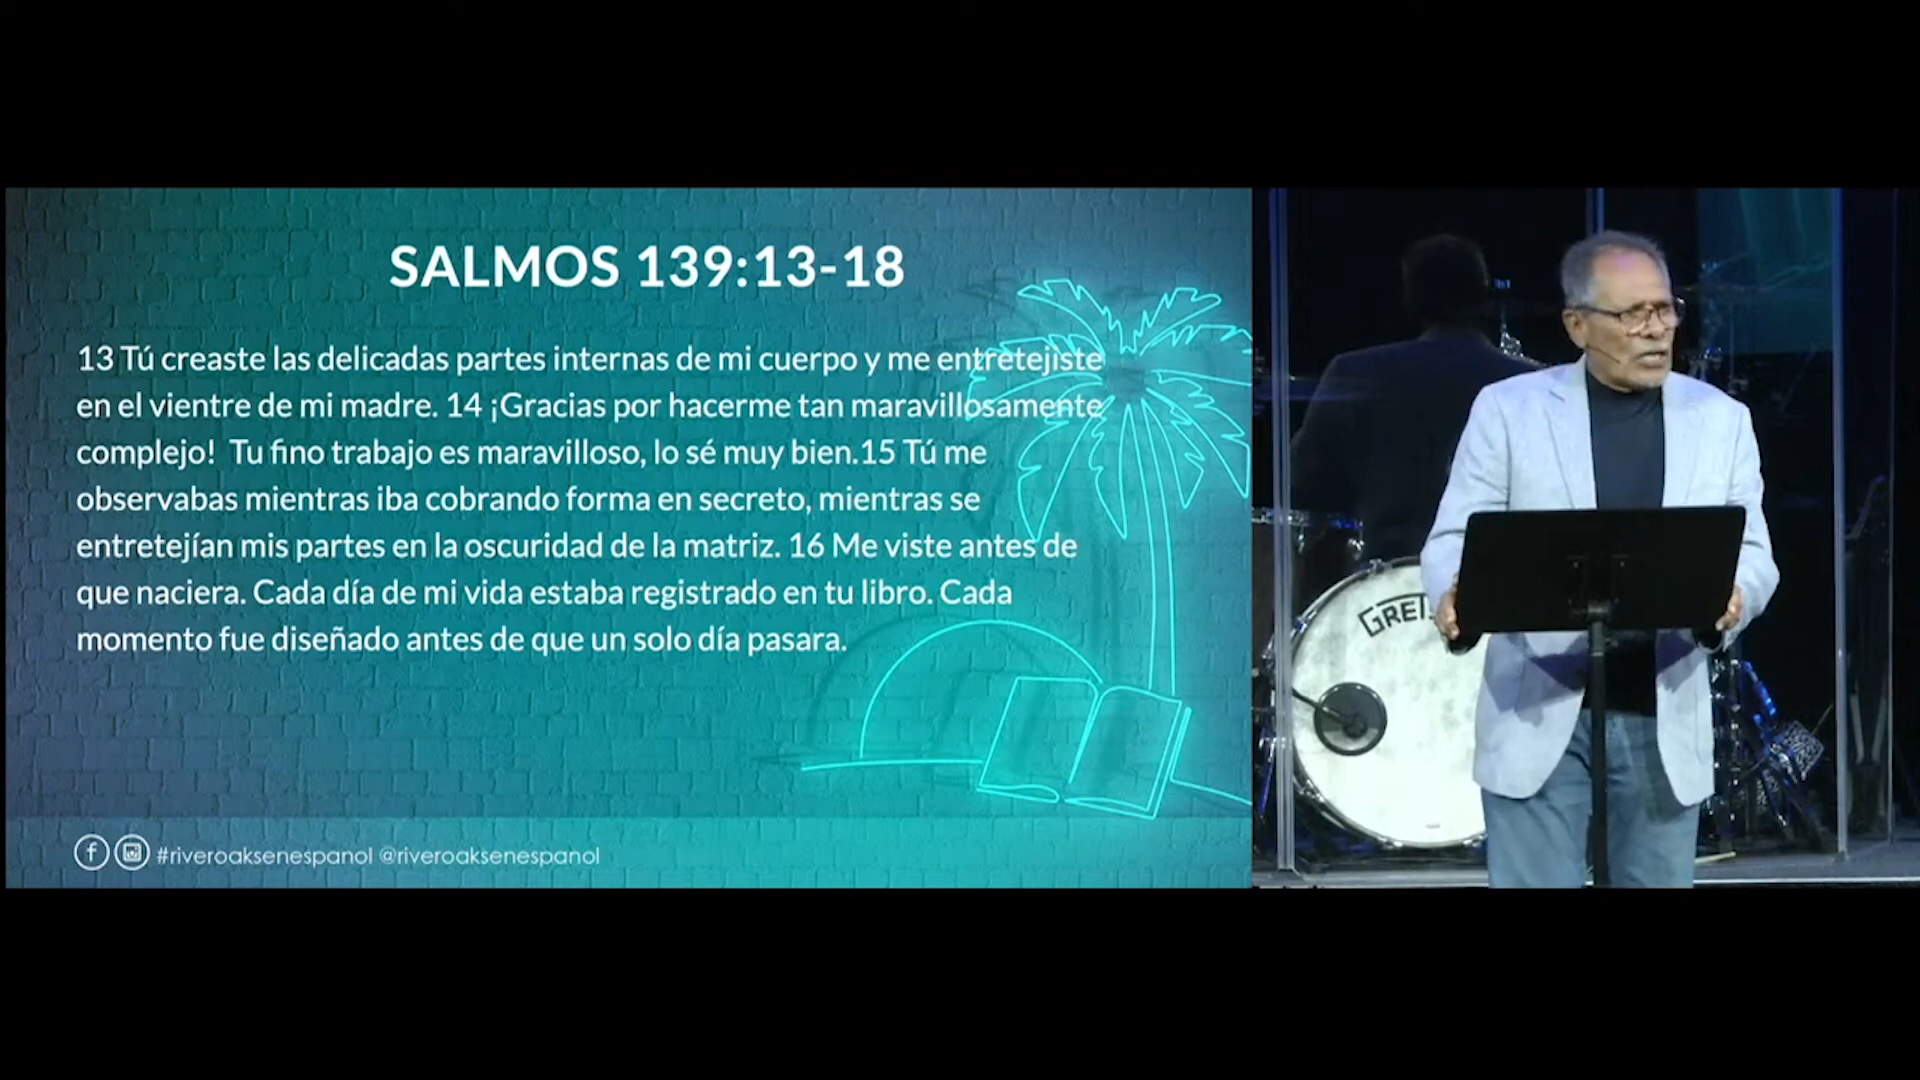 SALMOS 139:13-18
13 Tú creaste las delicadas partes internas de mi cuerpo y me entretejiste
en el vientre de mi madre. 14 ¡Gracias por hacerme tan maravillosamente
complejo!  Tu fino trabajo es maravilloso, lo sé muy bien.15 Tú me
observabas mientras iba cobrando forma en secreto, mientras se
entretejían mis partes en la oscuridad de la matriz. 16 Me viste antes de
que naciera. Cada día de mi vida estaba registrado en tu libro. Cada
momento fue diseñado antes de que un solo día pasara.
#riveroaksenespanol @riveroaksenespanol